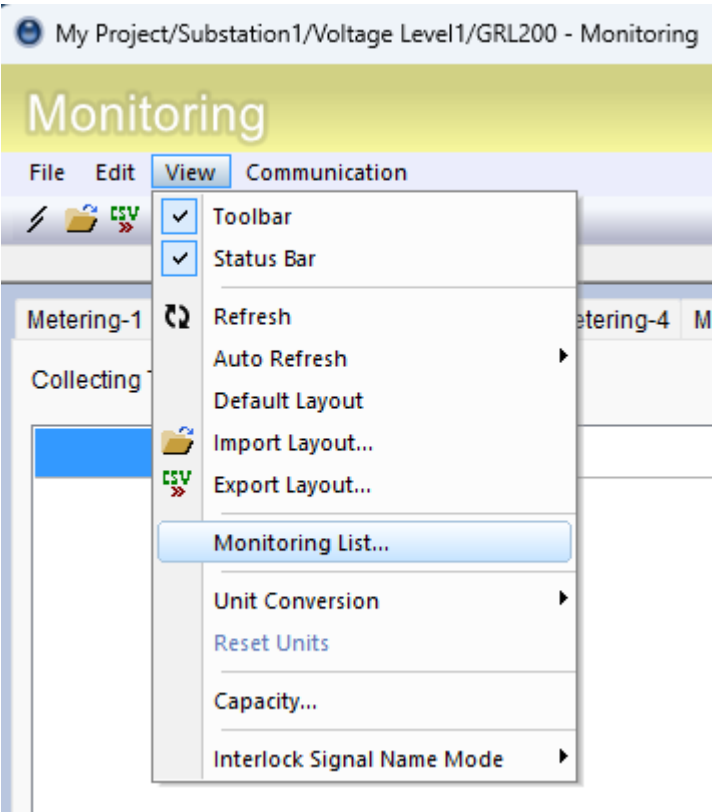 My Project/Substation1/Voltage Level1/GRL200 - Monitoring
Monitoring
File Edit View Communication
CSV
Toolbar
Status Bar
Metering-1
Refresh
etering-4 M
Auto Refresh
Collecting
Default Layout
Import Layout...
CSV Export Layout...
Monitoring List...
Unit Conversion
Reset Units
Capacity...
Interlock Signal Name Mode